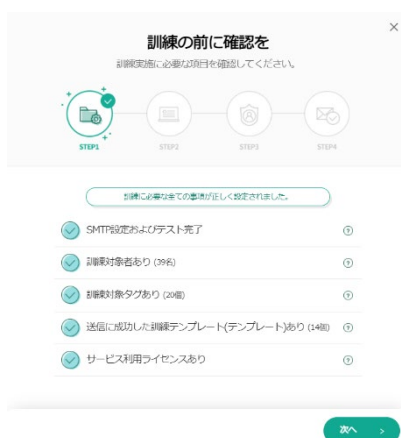 訓練の前に確認を
訓練実施に必要な項目を確認してください。
STEP1 STEP2 STEP3 STEP4
訓練に必要な全ての事項が正しく設定されました。
SMTP設定およびテスト完了
訓練対象者あり (39名)
訓練対象タグあり (20個)
送信に成功した訓練テンプレート(テンプレート)あり (14個)
サービス利用ライセンスあり
次へ >